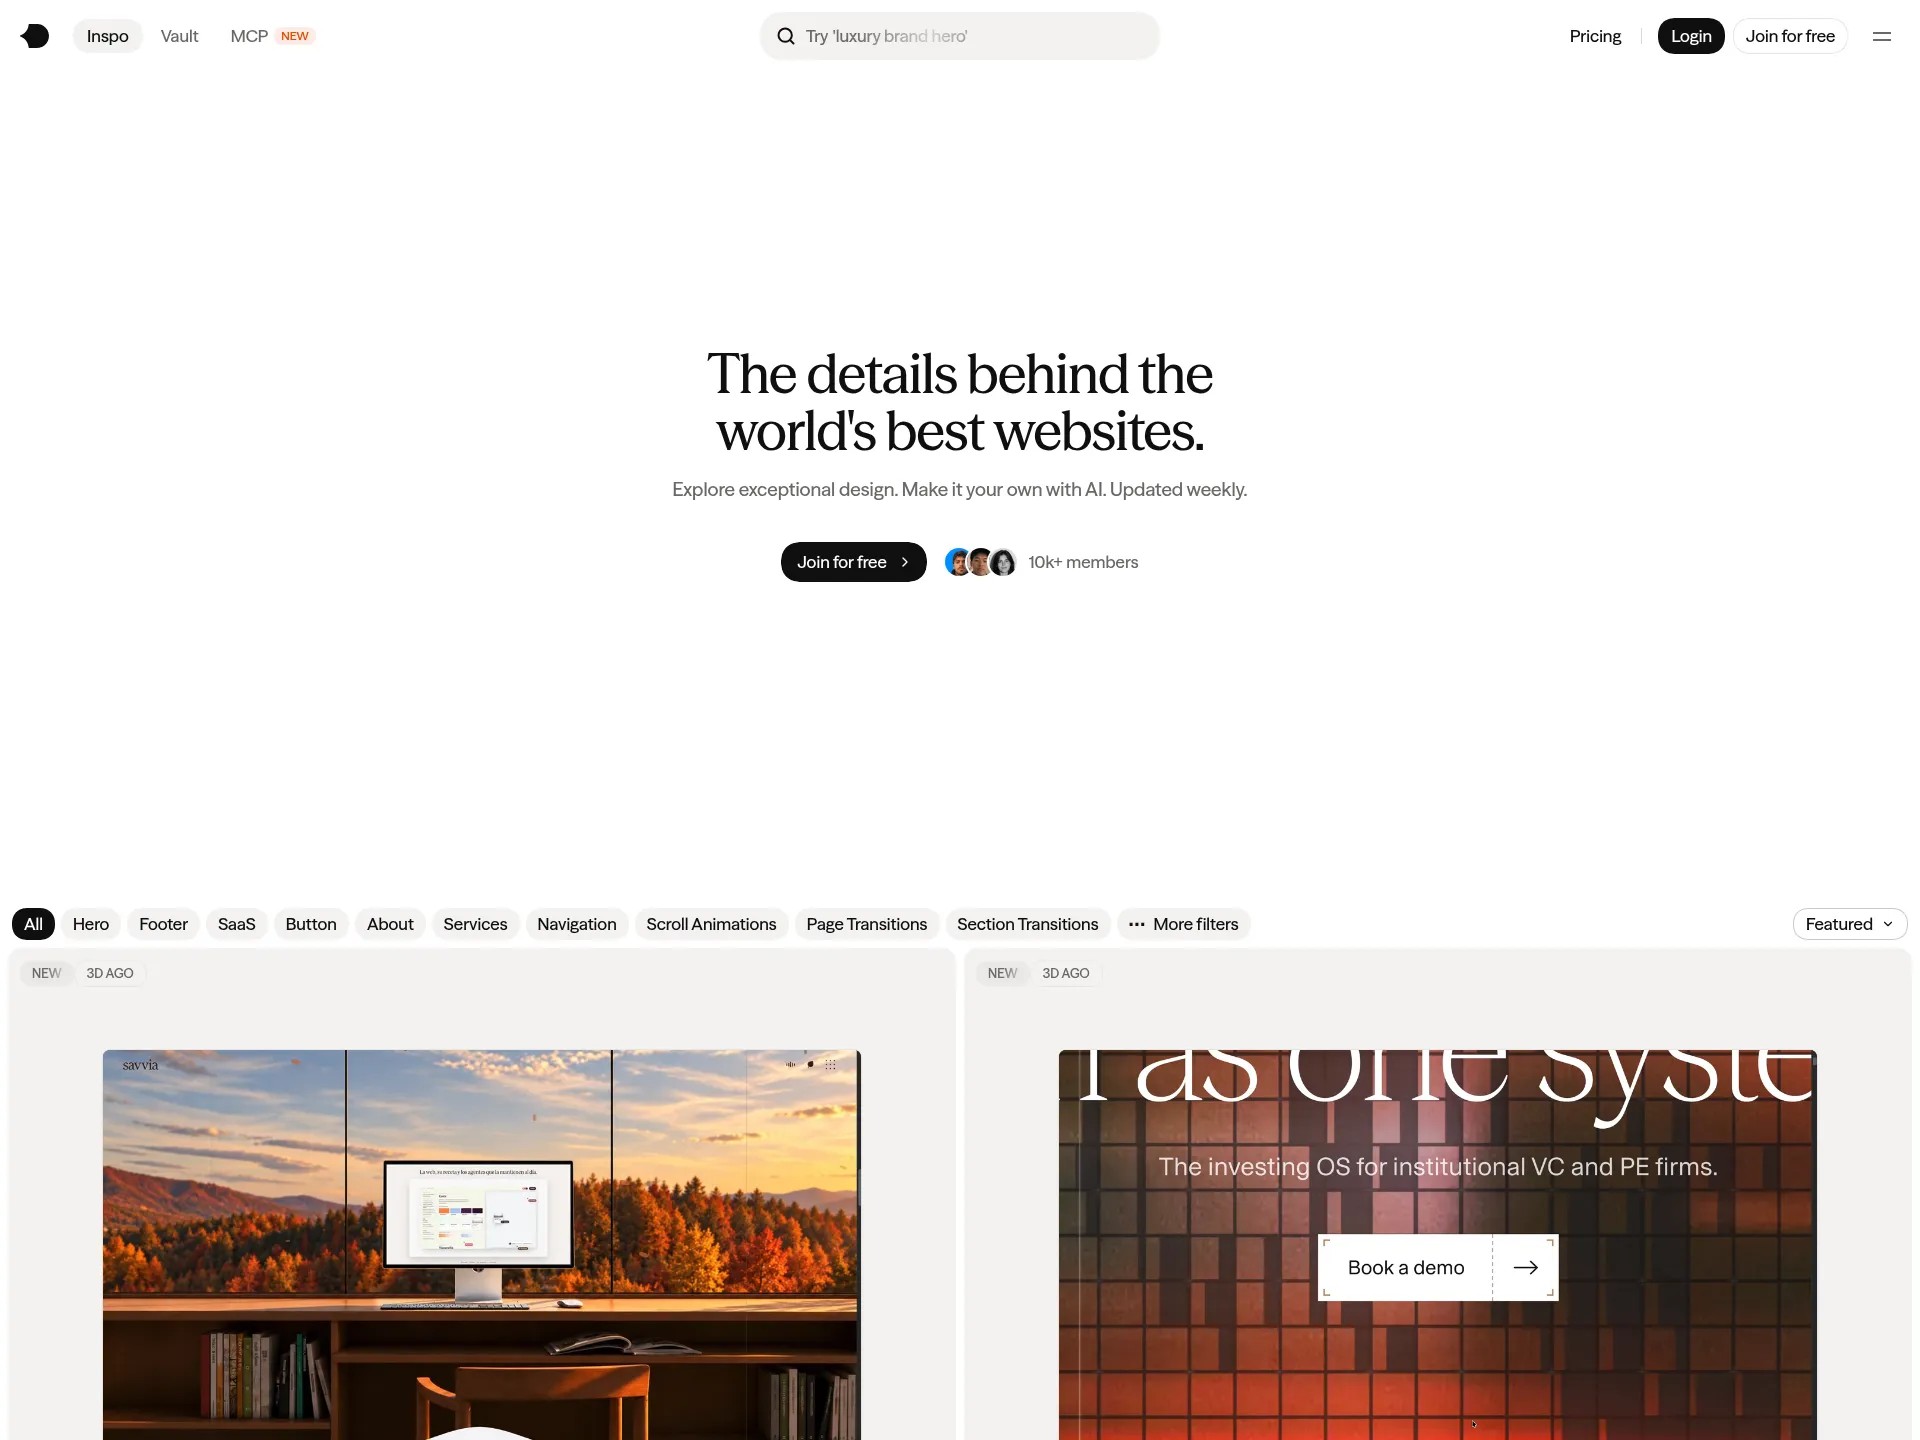 Inspo
Vault
MCP NEW
Try 'luxury brand hero'
Pricing
Login
Join for free
The details behind the
world's best websites.
Explore exceptional design. Make it your own with AI. Updated weekly.
Join for free
10k+ members
All
Hero
Footer
SaaS
Button
About
Services
Navigation
Scroll Animations
Page Transitions
Section Transitions
··· More filters
Featured
NEW
3D AGO
savvia
NEW
3D AGO
as one syste
The investing OS for institutional VC and PE firms.
Book a demo